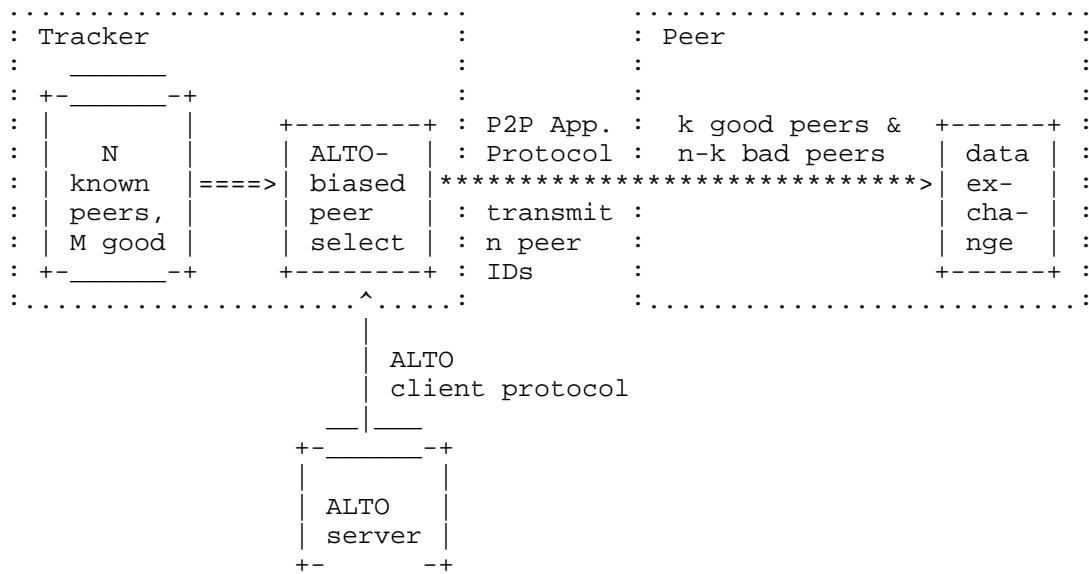 Tracker Peer
P2P App. k good peers &
N ALTO- Protocol n-k bad peers data
known biased ex-
peers, peer transmit cha-
M good select n peer nge
IDs
ALTO
client protocol
ALTO
server